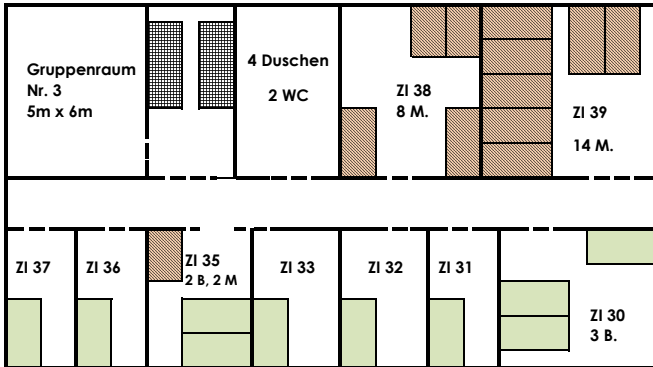 Gruppenraum
Nr. 3
5m x 6m
4 Duschen
2 WC
ZI 38
8 M.
ZI 39
14 M.
ZI 37
ZI 36
ZI 35
2 B, 2 M
ZI 33
ZI 32
ZI 31
ZI 30
3 B.